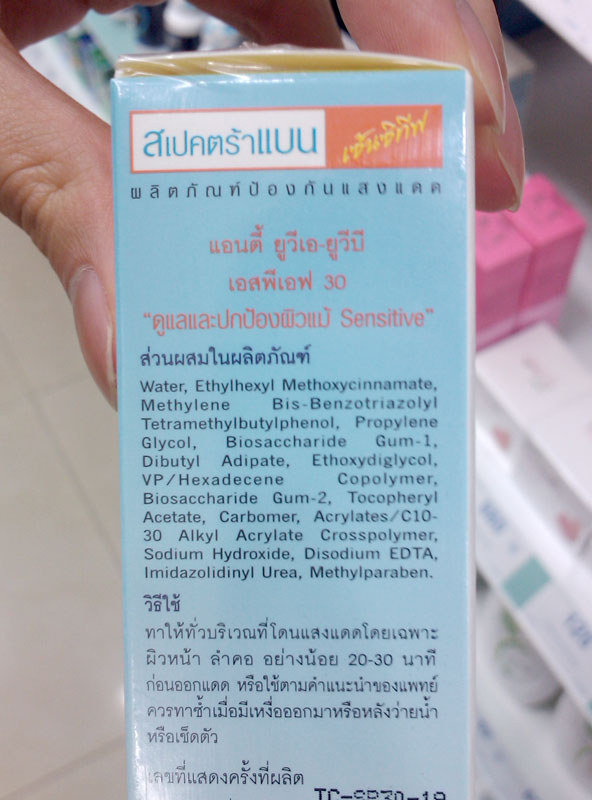 สเปคตร้าแบน เซ็นซิทีฟ
ผลิตภัณฑ์ป้องกันแสงแดด
แอนตี้ ยูวีเอ-ยูวีบี
เอสพีเอฟ 30
“ดูแลและปกป้องผิวแม้ Sensitive”
ส่วนผสมในผลิตภัณฑ์
Water, Ethylhexyl Methoxycinnamate,
Methylene Bis-Benzotriazolyl
Tetramethylbutylphenol, Propylene
Glycol, Biosaccharide Gum-1,
Dibutyl Adipate, Ethoxydiglycol,
VP/Hexadecene Copolymer,
Biosaccharide Gum-2, Tocopheryl
Acetate, Carbomer, Acrylates/C10-
30 Alkyl Acrylate Crosspolymer,
Sodium Hydroxide, Disodium EDTA,
Imidazolidinyl Urea, Methylparaben.
วิธีใช้
ทาให้ทั่วบริเวณที่โดนแสงแดดโดยเฉพาะ
ผิวหน้า ลำคอ อย่างน้อย 20-30 นาที
ก่อนออกแดด หรือใช้ตามคำแนะนำของแพทย์
ควรทาซ้ำเมื่อมีเหงื่อออกมาหรือหลังว่ายน้ำ
หรือเช็ดตัว
เลขที่แสดงครั้งที่ผลิต
TC-SP30-19